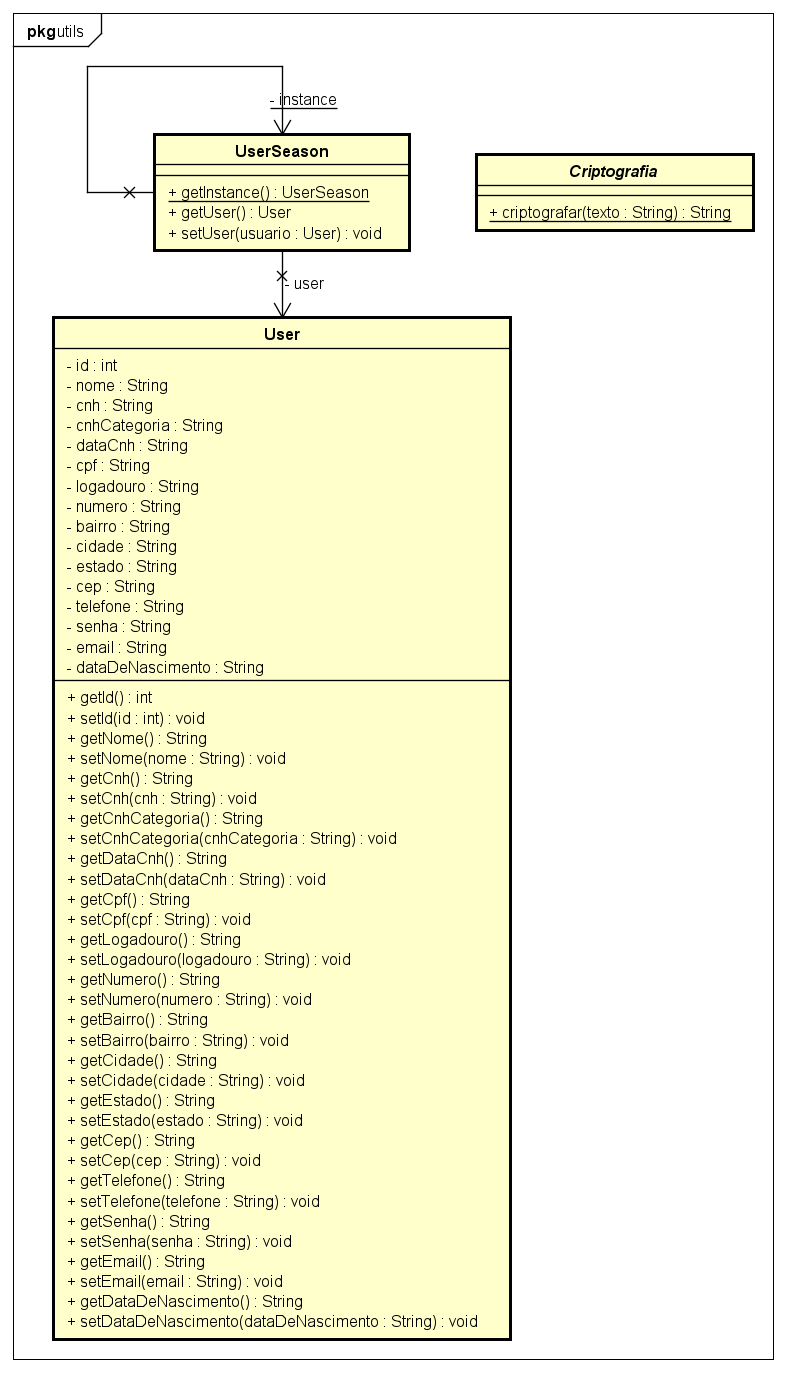 pkg utils
- instance
UserSeason
+ getInstance() : UserSeason
+ getUser() : User
+ setUser(usuario : User) : void
Criptografia
+ criptografar(texto : String) : String
- user
User
- id : int
- nome : String
- cnh : String
- cnhCategoria : String
- dataCnh : String
- cpf : String
- logadouro : String
- numero : String
- bairro : String
- cidade : String
- estado : String
- cep : String
- telefone : String
- senha : String
- email : String
- dataDeNascimento : String
+ getId() : int
+ setId(id : int) : void
+ getNome() : String
+ setNome(nome : String) : void
+ getCnh() : String
+ setCnh(cnh : String) : void
+ getCnhCategoria() : String
+ setCnhCategoria(cnhCategoria : String) : void
+ getDataCnh() : String
+ setDataCnh(dataCnh : String) : void
+ getCpf() : String
+ setCpf(cpf : String) : void
+ getLogadouro() : String
+ setLogadouro(logadouro : String) : void
+ getNumero() : String
+ setNumero(numero : String) : void
+ getBairro() : String
+ setBairro(bairro : String) : void
+ getCidade() : String
+ setCidade(cidade : String) : void
+ getEstado() : String
+ setEstado(estado : String) : void
+ getCep() : String
+ setCep(cep : String) : void
+ getTelefone() : String
+ setTelefone(telefone : String) : void
+ getSenha() : String
+ setSenha(senha : String) : void
+ getEmail() : String
+ setEmail(email : String) : void
+ getDataDeNascimento() : String
+ setDataDeNascimento(dataDeNascimento : String) : void